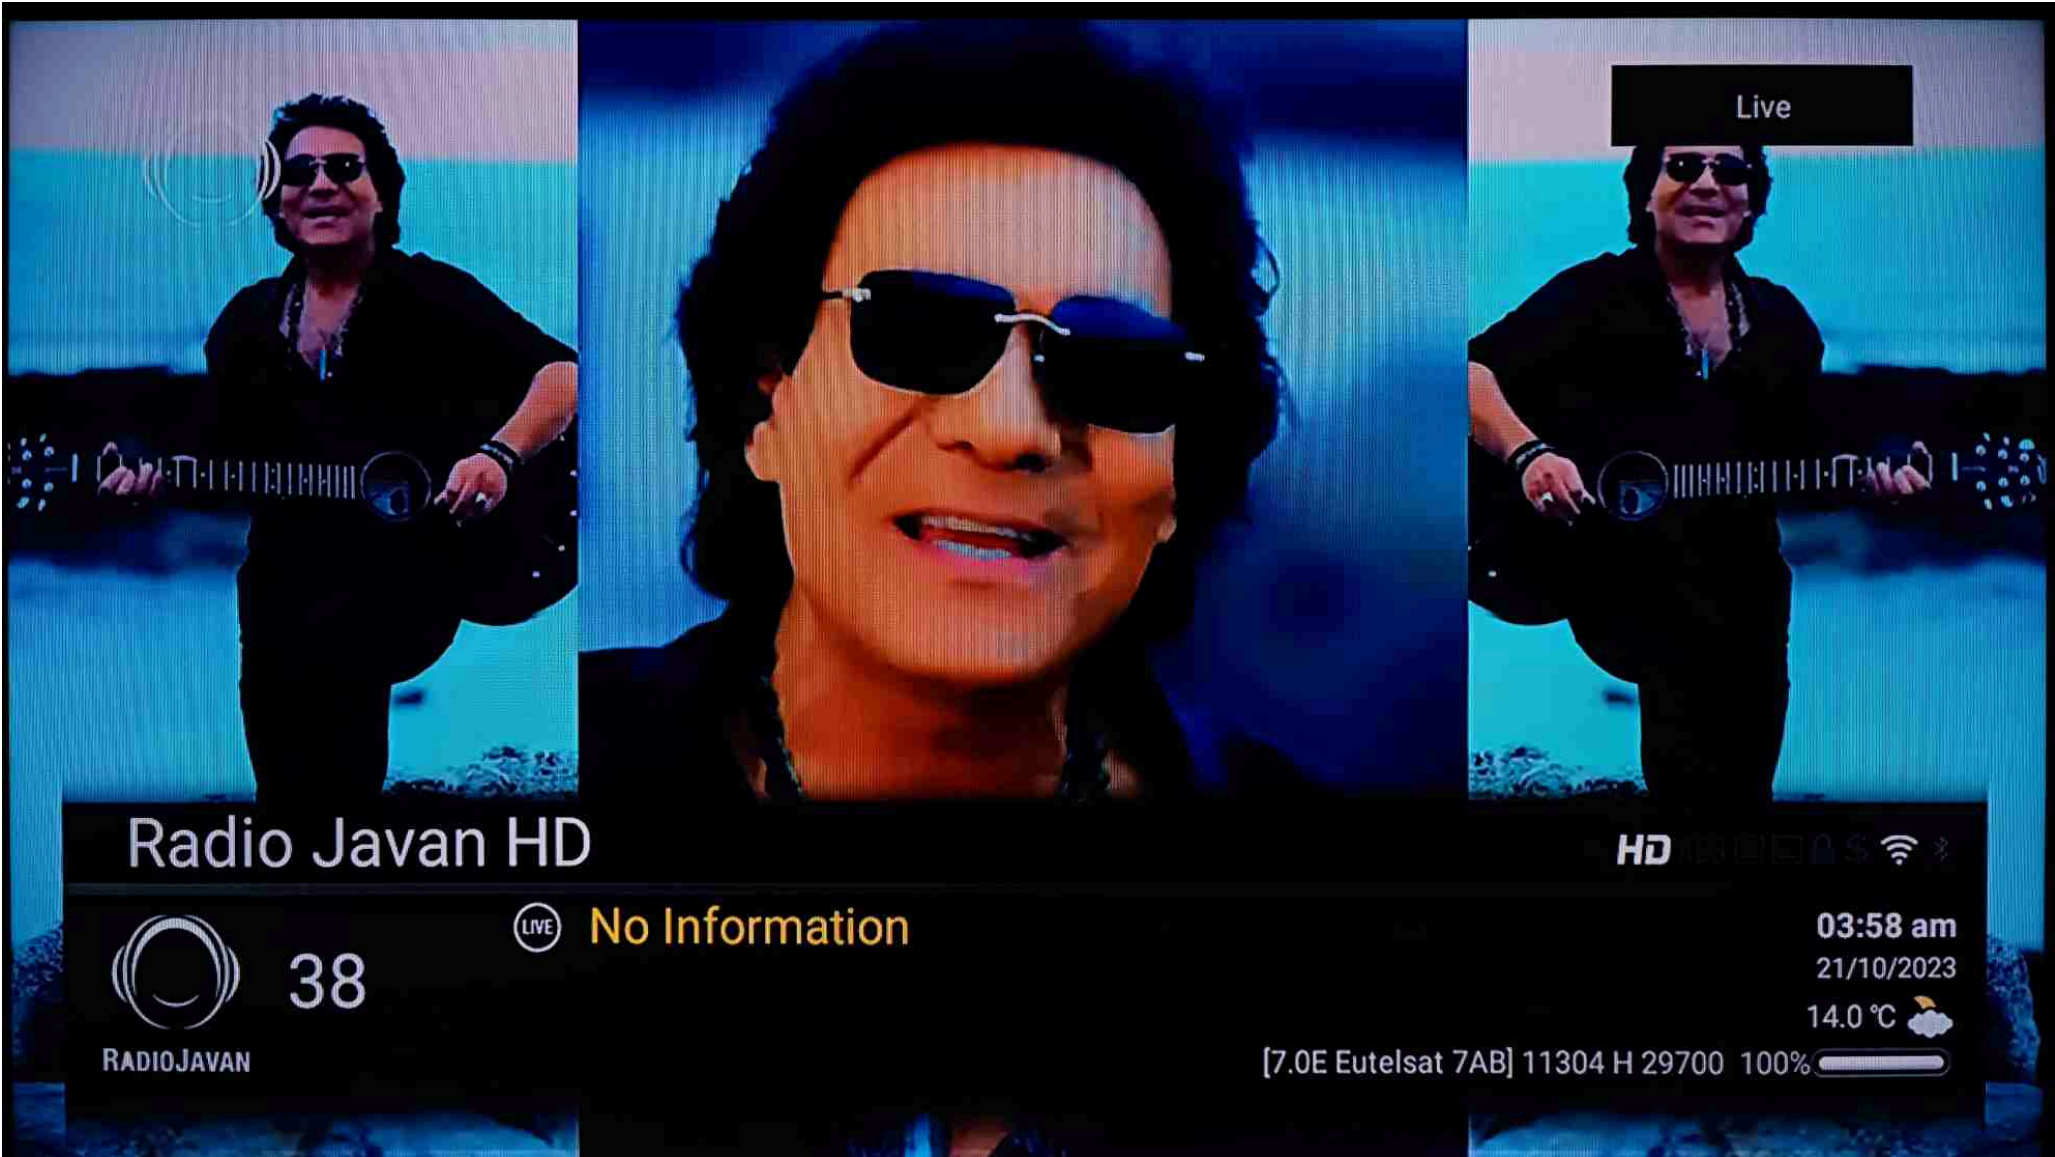 Live
Radio Javan HD
HD
LIVE No Information
38
RADIOJAVAN
03:58 am
21/10/2023
14.0 °C
[7.0E Eutelsat 7AB] 11304 H 29700 100%